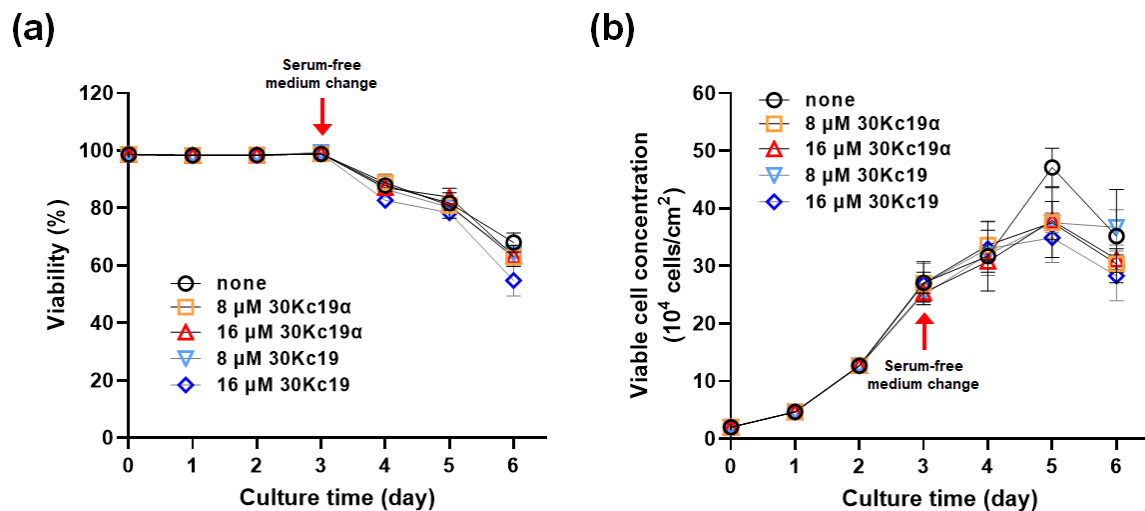 (a)
Serum-free
medium change
120
100
80
60
40
20
0
Viability (%)
none
8 µM 30Kc19α
16 µM 30Kc19α
8 µM 30Kc19
16 µM 30Kc19
0 1 2 3 4 5 6
Culture time (day)
(b)
60
50
40
30
20
10
0
Viable cell concentration
(10⁴ cells/cm²)
none
8 µM 30Kc19α
16 µM 30Kc19α
8 µM 30Kc19
16 µM 30Kc19
Serum-free
medium change
0 1 2 3 4 5 6
Culture time (day)